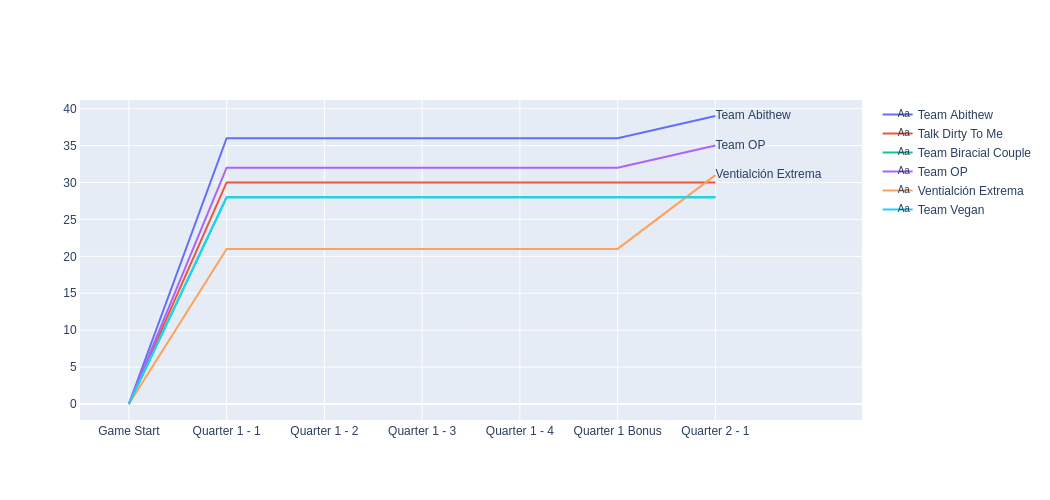 40
35
30
25
20
15
10
5
0
Game Start
Quarter 1 - 1
Quarter 1 - 2
Quarter 1 - 3
Quarter 1 - 4
Quarter 1 Bonus
Quarter 2 - 1
Team Abithew
Team OP
Ventialción Extrema
Aa Team Abithew
Aa Talk Dirty To Me
Aa Team Biracial Couple
Aa Team OP
Aa Ventialción Extrema
Aa Team Vegan